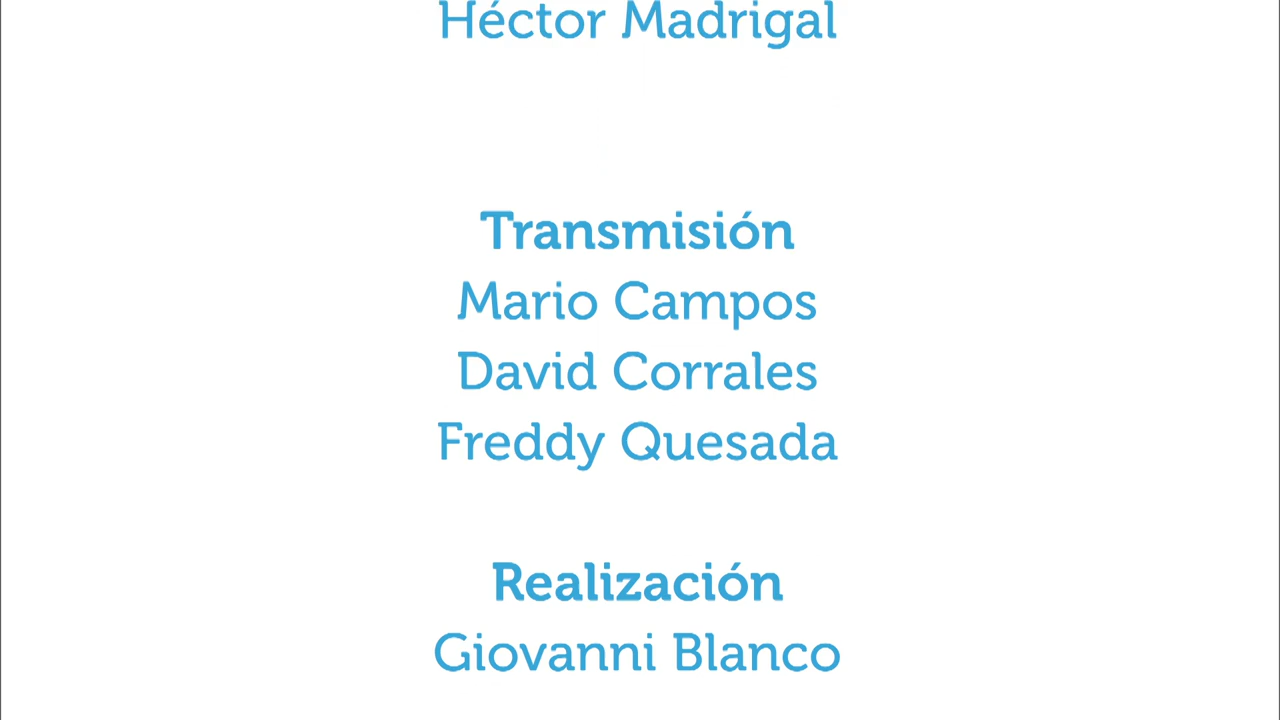 Héctor Madrigal
Transmisión
Mario Campos
David Corrales
Freddy Quesada
Realización
Giovanni Blanco